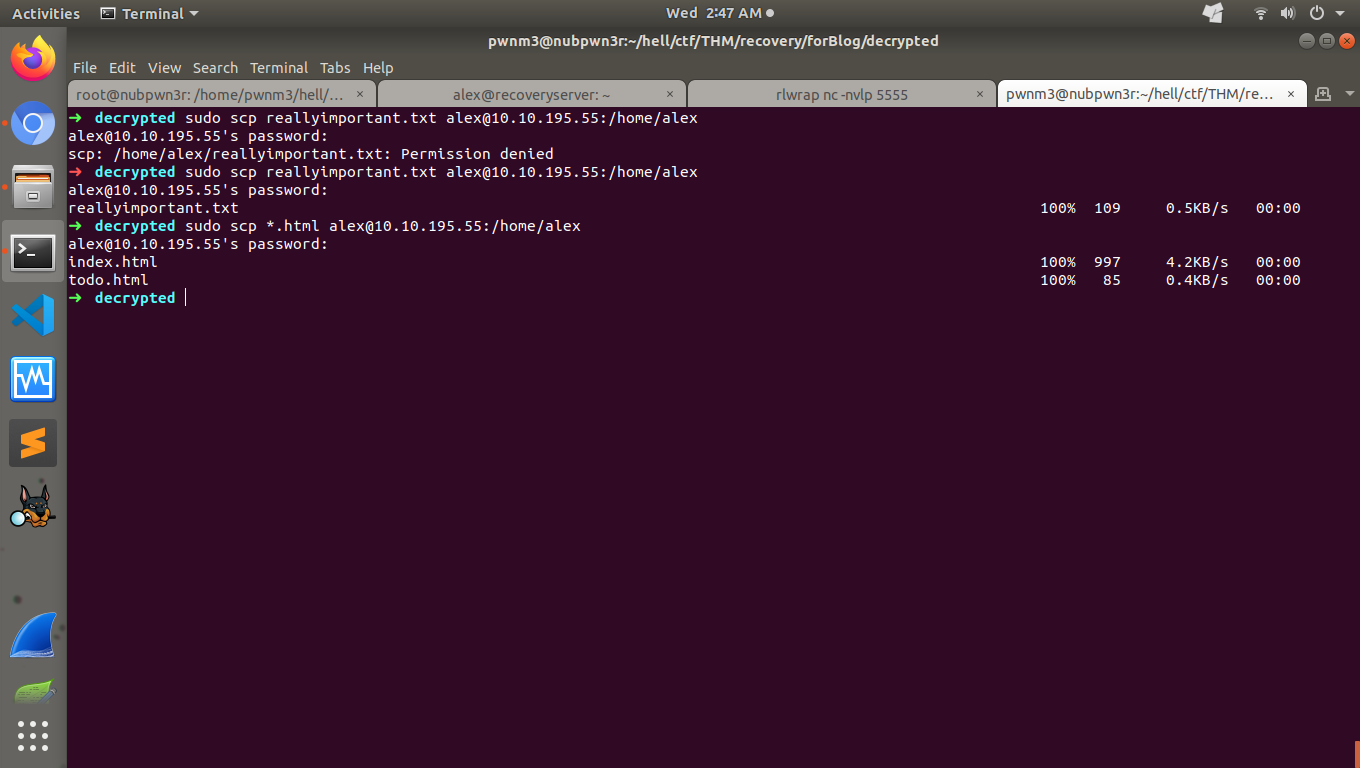 Activities Terminal Wed 2:47 AM
pwnm3@nubpwn3r:~/hell/ctf/THM/recovery/forBlog/decrypted
File Edit View Search Terminal Tabs Help
root@nubpwn3r: /home/pwnm3/hell/... × alex@recoveryserver: ~ × rlwrap nc -nvlp 5555 × pwnm3@nubpwn3r:~/hell/ctf/THM/re... ×
➜ decrypted sudo scp reallyimportant.txt alex@10.10.195.55:/home/alex
alex@10.10.195.55's password:
scp: /home/alex/reallyimportant.txt: Permission denied
➜ decrypted sudo scp reallyimportant.txt alex@10.10.195.55:/home/alex
alex@10.10.195.55's password:
reallyimportant.txt 100% 109 0.5KB/s 00:00
➜ decrypted sudo scp *.html alex@10.10.195.55:/home/alex
alex@10.10.195.55's password:
index.html 100% 997 4.2KB/s 00:00
todo.html 100% 85 0.4KB/s 00:00
➜ decrypted